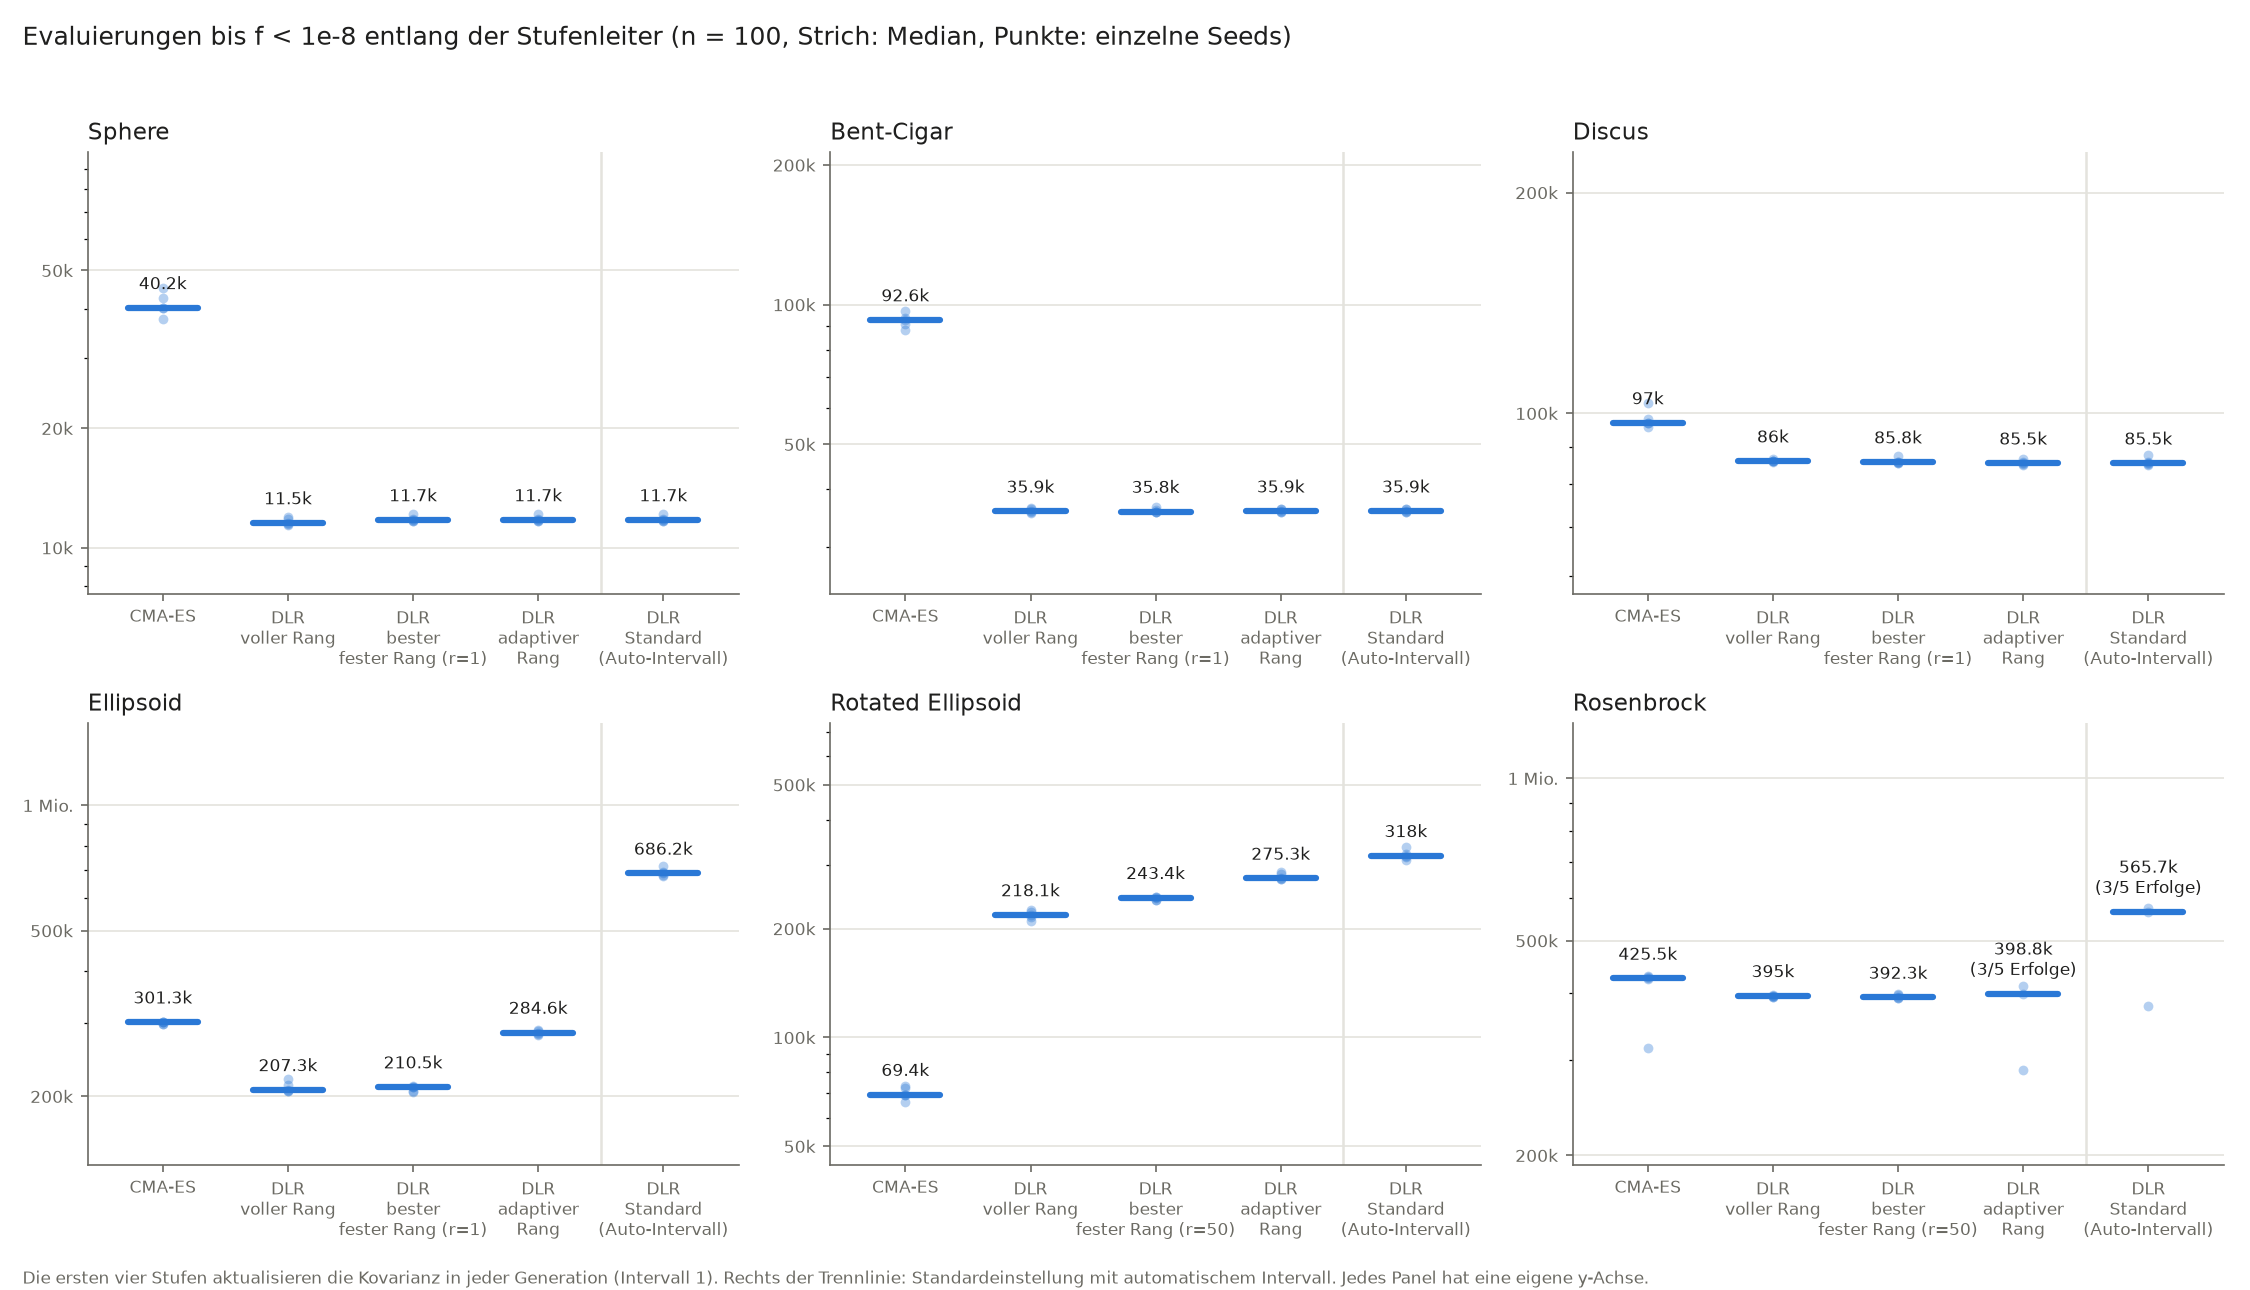 Evaluierungen bis f < 1e-8 entlang der Stufenleiter (n = 100, Strich: Median, Punkte: einzelne Seeds)
Sphere
50k
20k
10k
40.2k
11.5k
11.7k
11.7k
11.7k
CMA-ES
DLR
voller Rang
DLR
bester
fester Rang (r=1)
DLR
adaptiver
Rang
DLR
Standard
(Auto-Intervall)
Bent-Cigar
200k
100k
50k
92.6k
35.9k
35.8k
35.9k
35.9k
CMA-ES
DLR
voller Rang
DLR
bester
fester Rang (r=1)
DLR
adaptiver
Rang
DLR
Standard
(Auto-Intervall)
Discus
200k
100k
97k
86k
85.8k
85.5k
85.5k
CMA-ES
DLR
voller Rang
DLR
bester
fester Rang (r=1)
DLR
adaptiver
Rang
DLR
Standard
(Auto-Intervall)
Ellipsoid
1 Mio.
500k
200k
301.3k
207.3k
210.5k
284.6k
686.2k
CMA-ES
DLR
voller Rang
DLR
bester
fester Rang (r=1)
DLR
adaptiver
Rang
DLR
Standard
(Auto-Intervall)
Rotated Ellipsoid
500k
200k
100k
50k
69.4k
218.1k
243.4k
275.3k
318k
CMA-ES
DLR
voller Rang
DLR
bester
fester Rang (r=50)
DLR
adaptiver
Rang
DLR
Standard
(Auto-Intervall)
Rosenbrock
1 Mio.
500k
200k
425.5k
395k
392.3k
398.8k
(3/5 Erfolge)
565.7k
(3/5 Erfolge)
CMA-ES
DLR
voller Rang
DLR
bester
fester Rang (r=50)
DLR
adaptiver
Rang
DLR
Standard
(Auto-Intervall)
Die ersten vier Stufen aktualisieren die Kovarianz in jeder Generation (Intervall 1). Rechts der Trennlinie: Standardeinstellung mit automatischem Intervall. Jedes Panel hat eine eigene y-Achse.